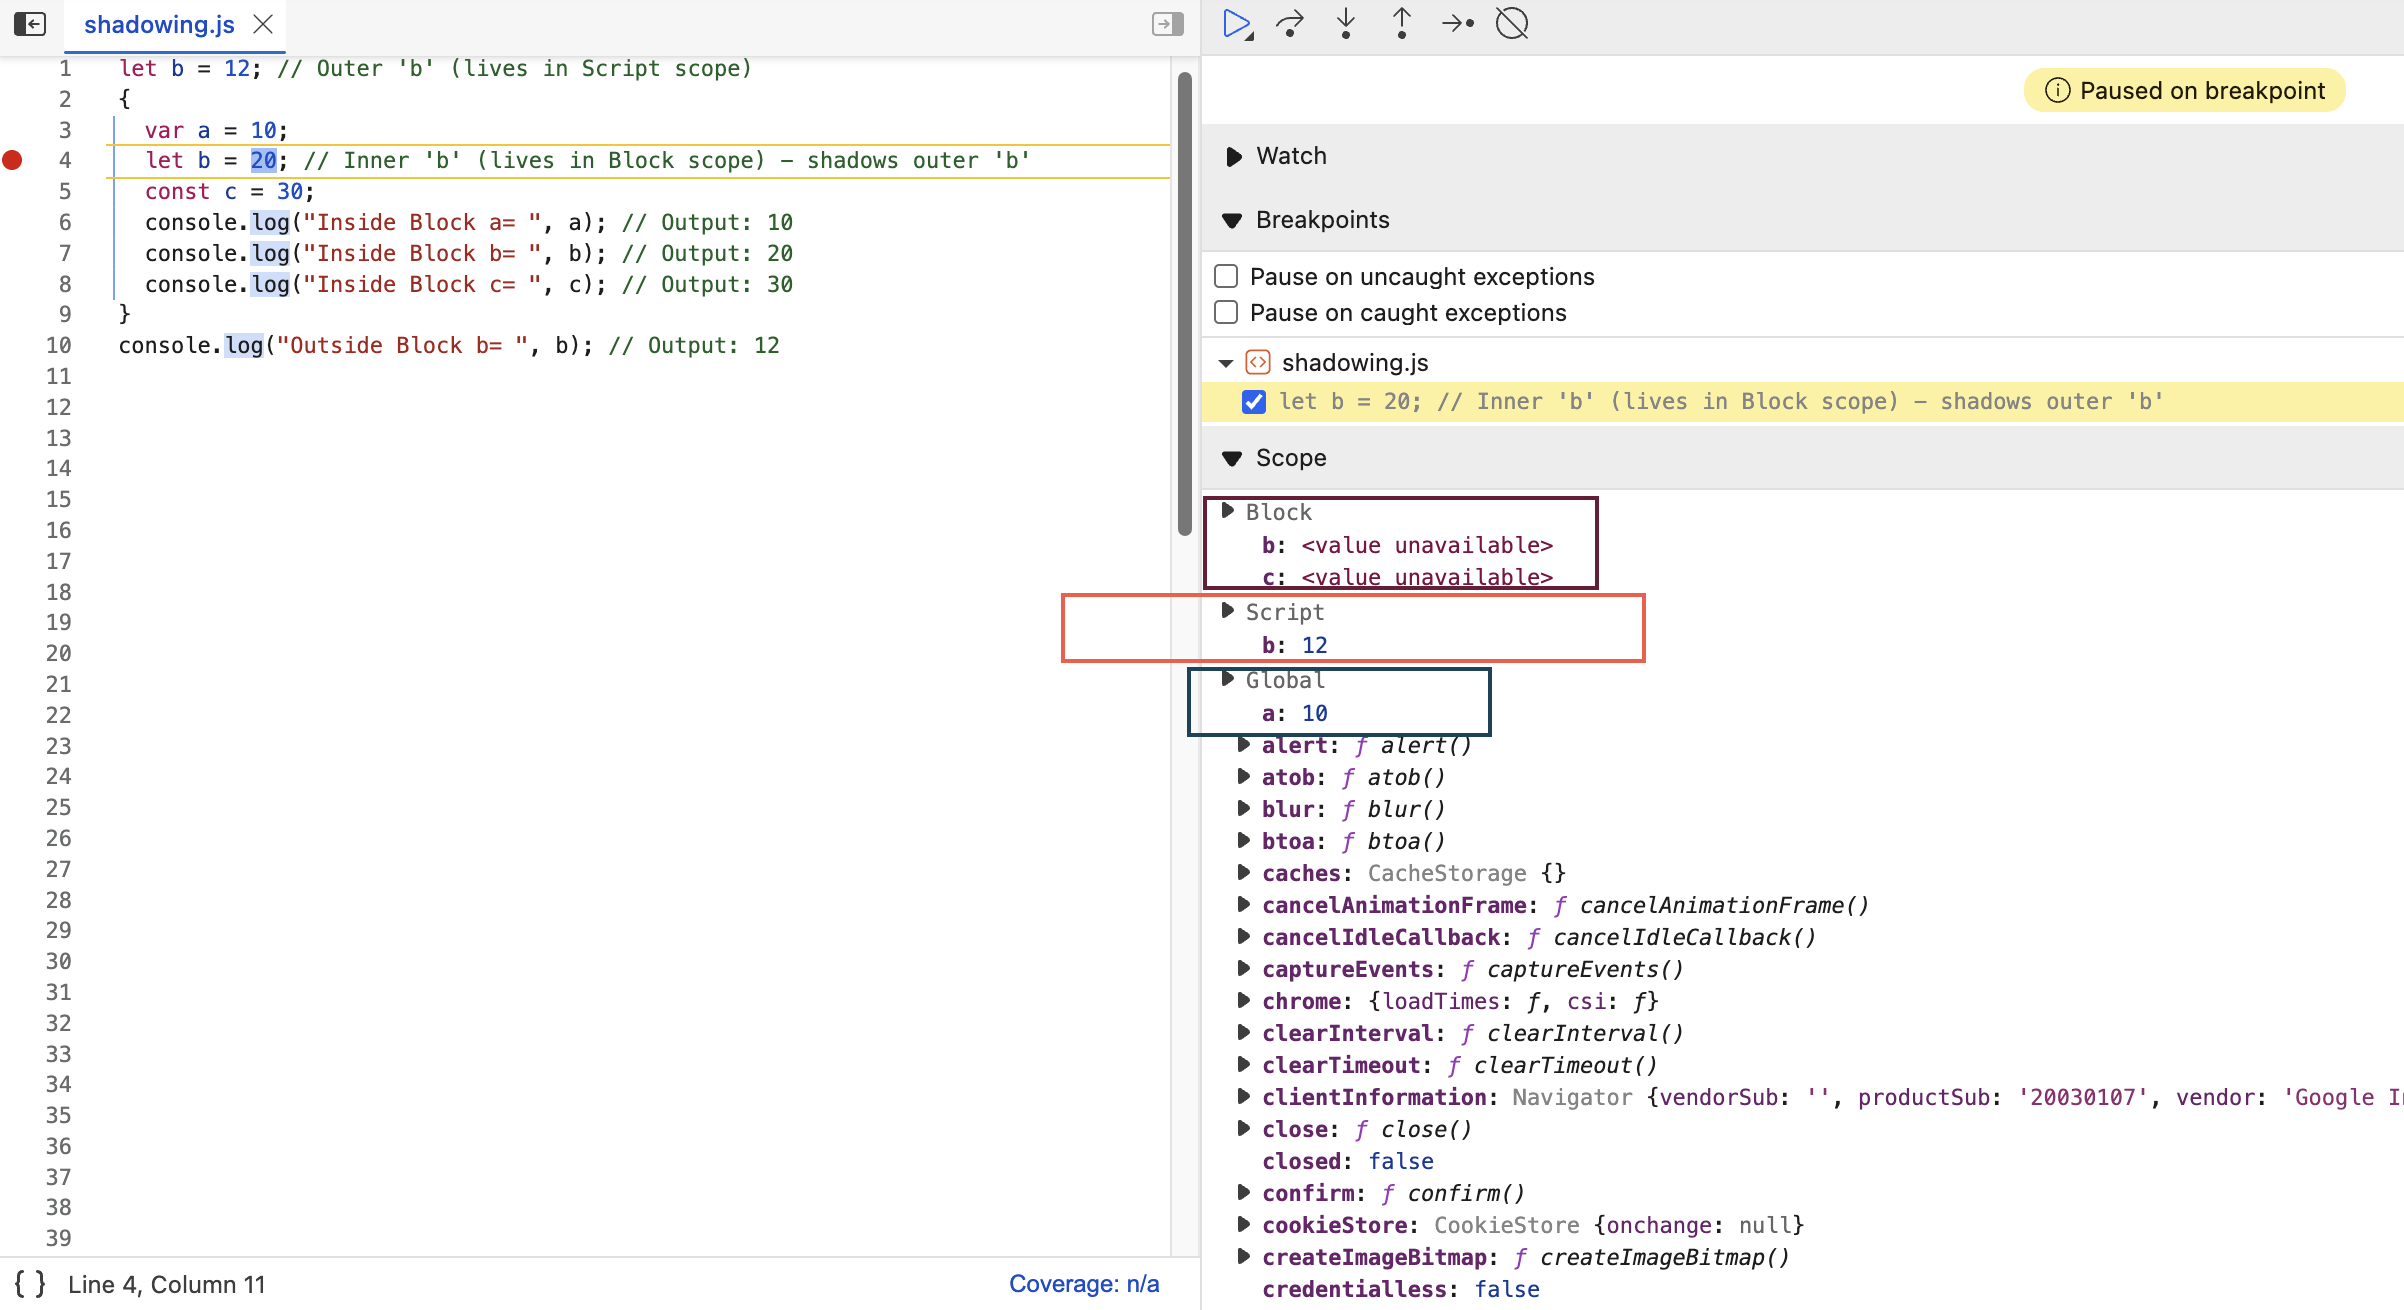 shadowing.js
1 let b = 12; // Outer 'b' (lives in Script scope)
2 {
3 var a = 10;
4 let b = 20; // Inner 'b' (lives in Block scope) – shadows outer 'b'
5 const c = 30;
6 console.log("Inside Block a= ", a); // Output: 10
7 console.log("Inside Block b= ", b); // Output: 20
8 console.log("Inside Block c= ", c); // Output: 30
9 }
10 console.log("Outside Block b= ", b); // Output: 12
11
12
13
14
15
16
17
18
19
20
21
22
23
24
25
26
27
28
29
30
31
32
33
34
35
36
37
38
39
{ } Line 4, Column 11
Coverage: n/a
Paused on breakpoint
Watch
Breakpoints
Pause on uncaught exceptions
Pause on caught exceptions
shadowing.js
let b = 20; // Inner 'b' (lives in Block scope) – shadows outer 'b'
Scope
Block
b: <value unavailable>
c: <value unavailable>
Script
b: 12
Global
a: 10
alert: ƒ alert()
atob: ƒ atob()
blur: ƒ blur()
btoa: ƒ btoa()
caches: CacheStorage {}
cancelAnimationFrame: ƒ cancelAnimationFrame()
cancelIdleCallback: ƒ cancelIdleCallback()
captureEvents: ƒ captureEvents()
chrome: {loadTimes: ƒ, csi: ƒ}
clearInterval: ƒ clearInterval()
clearTimeout: ƒ clearTimeout()
clientInformation: Navigator {vendorSub: '', productSub: '20030107', vendor: 'Google
close: ƒ close()
closed: false
confirm: ƒ confirm()
cookieStore: CookieStore {onchange: null}
createImageBitmap: ƒ createImageBitmap()
credentialless: false